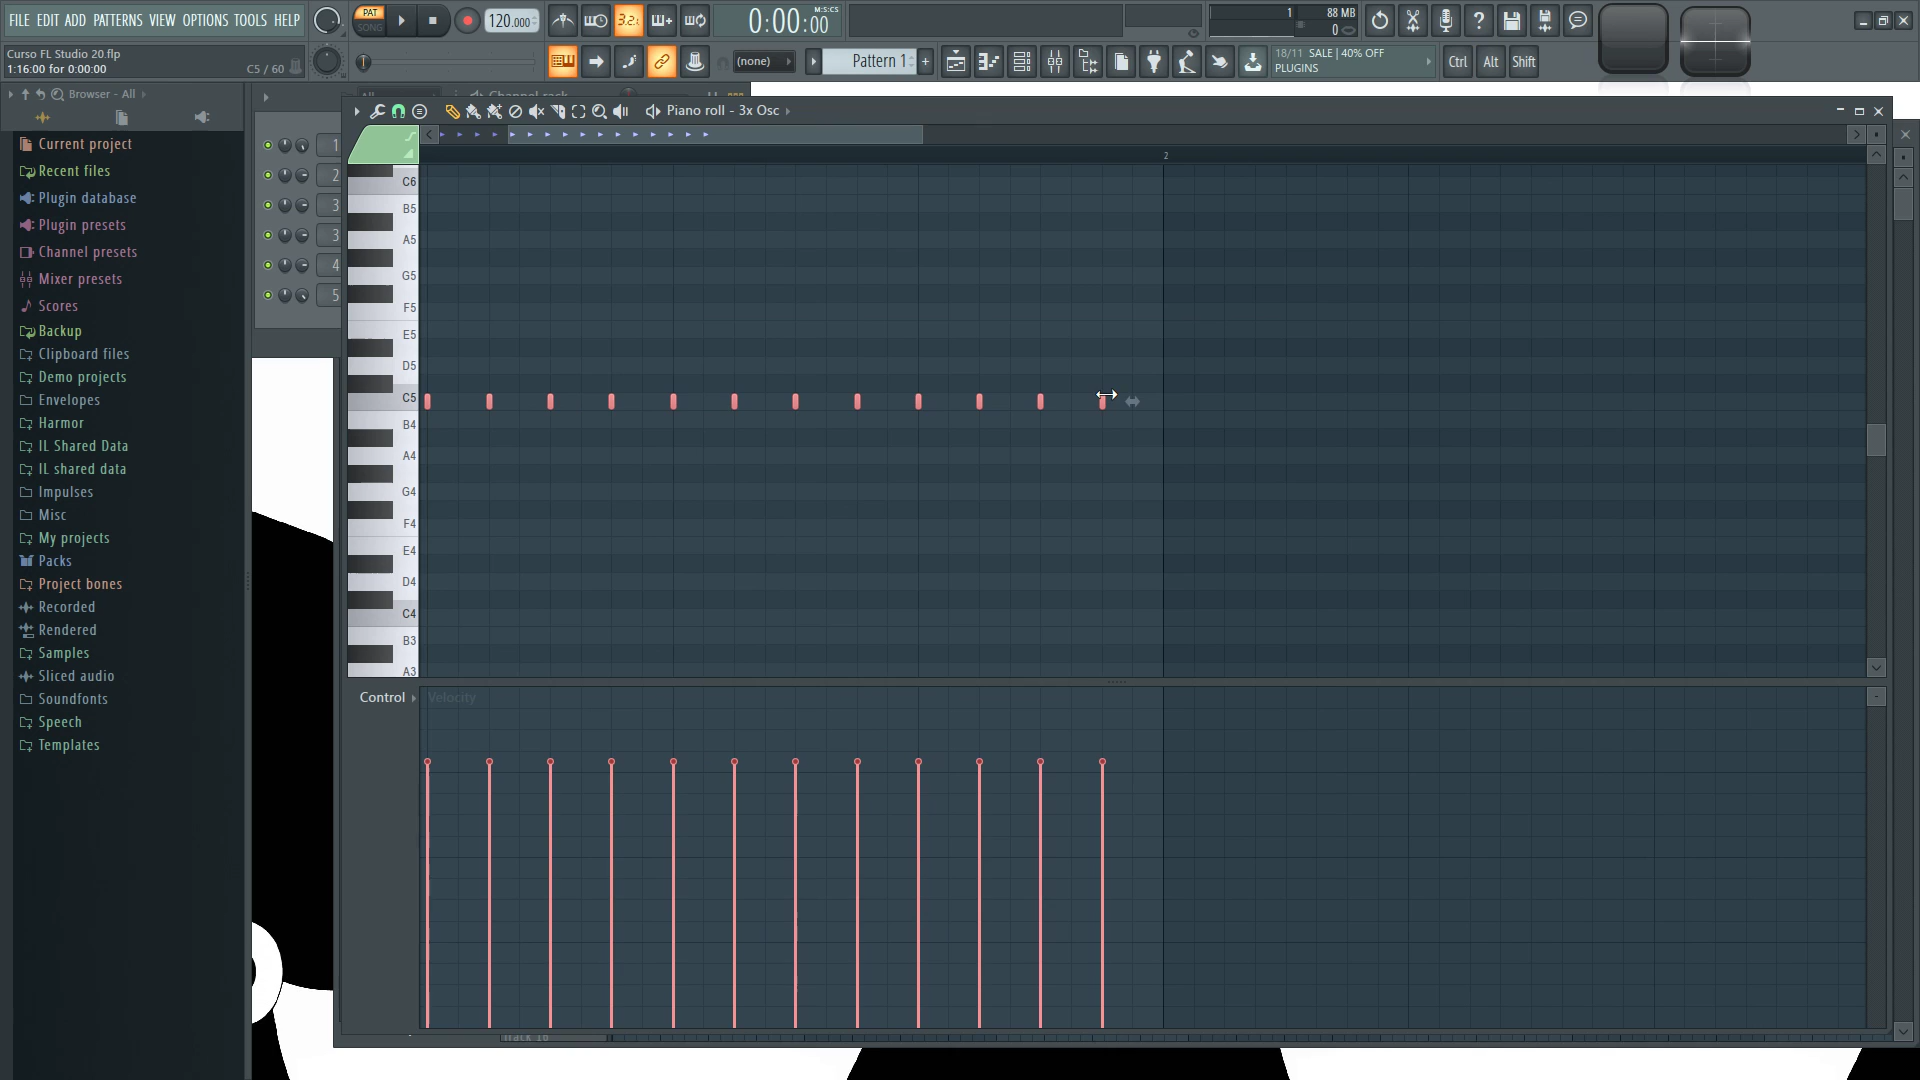 FILE EDIT ADD PATTERNS VIEW OPTIONS TOOLS HELP
PAT
SONG
120.000
3.2.
0:00:00
M:S:CS
1
88 MB
0
Curso FL Studio 20.flp
1:16:00 for 0:00:00
C5 / 60
(none)
Pattern 1
+
18/11 SALE | 40% OFF
PLUGINS
Ctrl
Alt
Shift
Browser - All
All
Channel rack
Piano roll - 3x Osc
Current project
Recent files
Plugin database
Plugin presets
Channel presets
Mixer presets
Scores
Backup
Clipboard files
Demo projects
Envelopes
Harmor
IL Shared Data
IL shared data
Impulses
Misc
My projects
Packs
Project bones
Recorded
Rendered
Samples
Sliced audio
Soundfonts
Speech
Templates
1
2
3
3
4
5
2
C6
B5
A5
G5
F5
E5
D5
C5
B4
A4
G4
F4
E4
D4
C4
B3
A3
Control
Velocity
Track 16